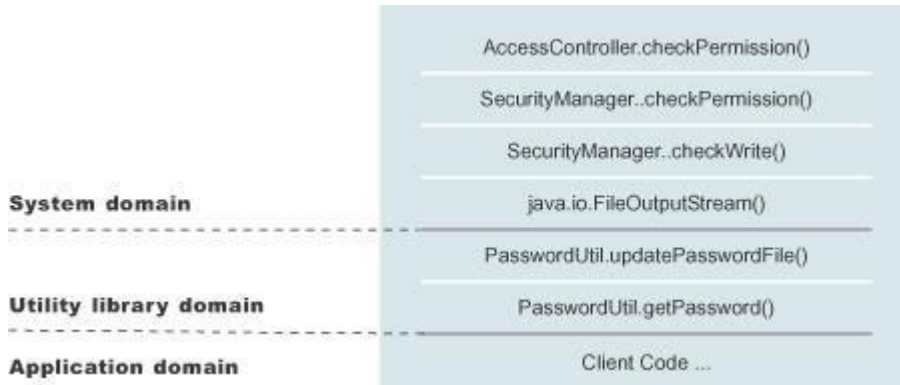 AccessController.checkPermission()
SecurityManager..checkPermission()
SecurityManager..checkWrite()
System domain java.io.FileOutputStream()
PasswordUtil.updatePasswordFile()
Utility library domain PasswordUtil.getPassword()
Application domain Client Code ...